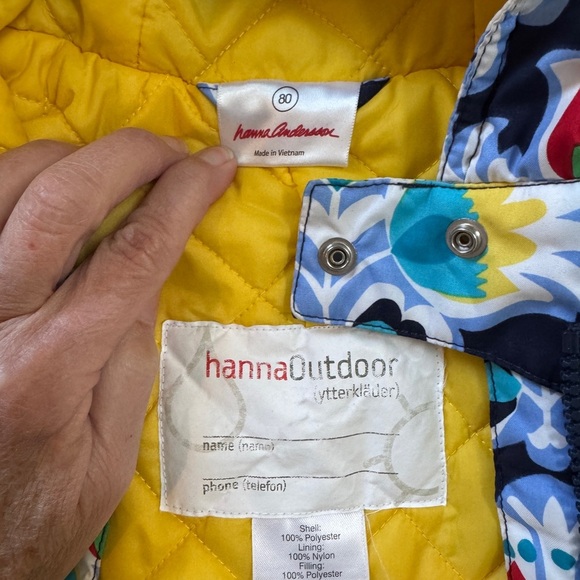 80
hanna Andersson
Made in Vietnam
hannaOutdoor
(ytterkläder)
name (namn)
phone (telefon)
Shell:
100% Polyester
Lining:
100% Nylon
Filling:
100% Polyester